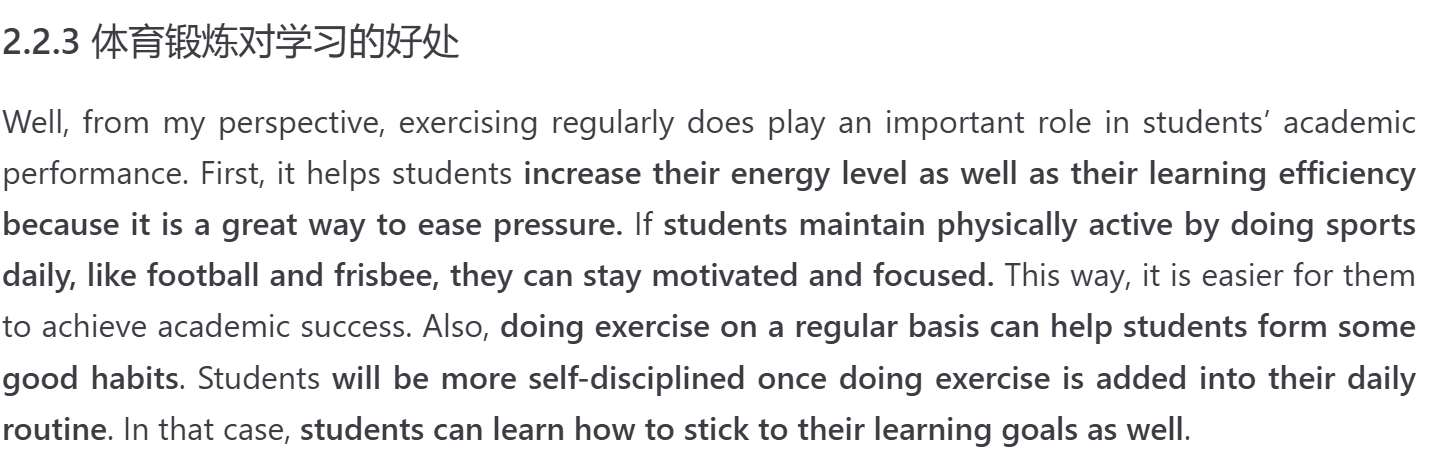 2.2.3 体育锻炼对学习的好处
Well, from my perspective, exercising regularly does play an important role in students’ academic
performance. First, it helps students increase their energy level as well as their learning efficiency
because it is a great way to ease pressure. If students maintain physically active by doing sports
daily, like football and frisbee, they can stay motivated and focused. This way, it is easier for them
to achieve academic success. Also, doing exercise on a regular basis can help students form some
good habits. Students will be more self-disciplined once doing exercise is added into their daily
routine. In that case, students can learn how to stick to their learning goals as well.